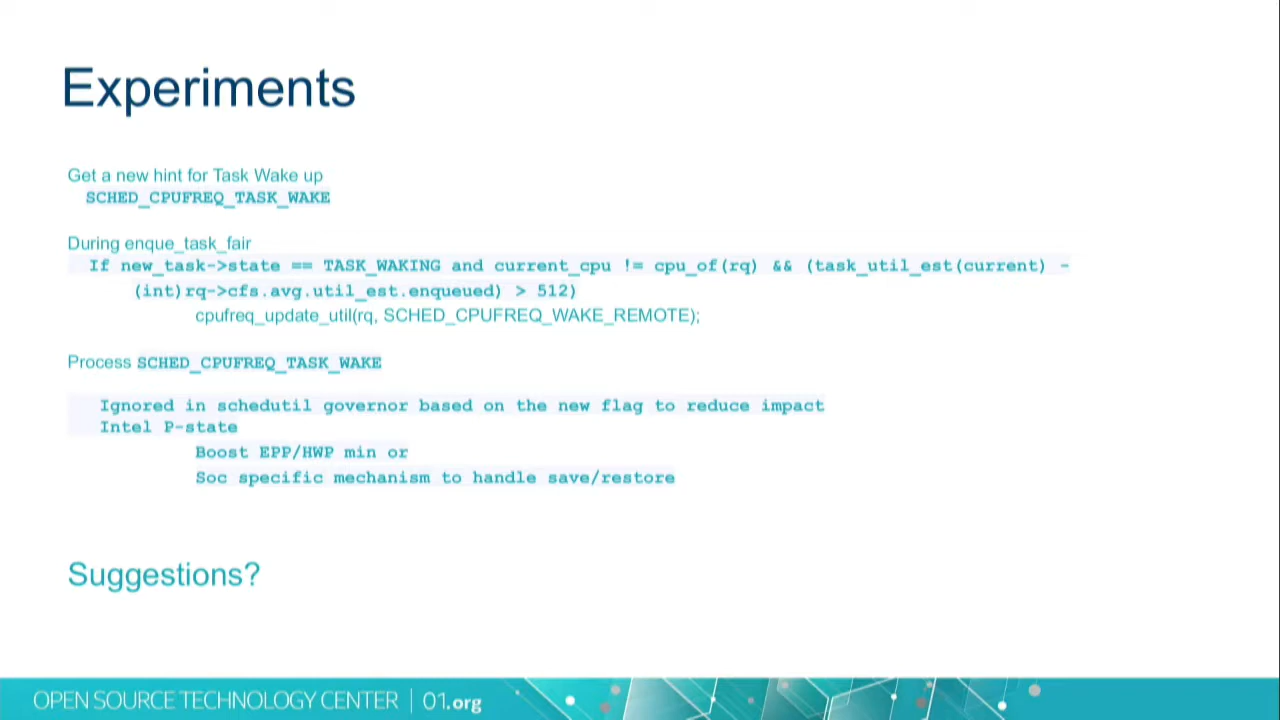 Experiments
Get a new hint for Task Wake up
SCHED_CPUFREQ_TASK_WAKE
During enque_task_fair
If new_task->state == TASK_WAKING and current_cpu != cpu_of(rq) && (task_util_est(current) -
(int)rq->cfs.avg.util_est.enqueued) > 512)
cpufreq_update_util(rq, SCHED_CPUFREQ_WAKE_REMOTE);
Process SCHED_CPUFREQ_TASK_WAKE
Ignored in schedutil governor based on the new flag to reduce impact
Intel P-state
Boost EPP/HWP min or
Soc specific mechanism to handle save/restore
Suggestions?
OPEN SOURCE TECHNOLOGY CENTER | 01.org